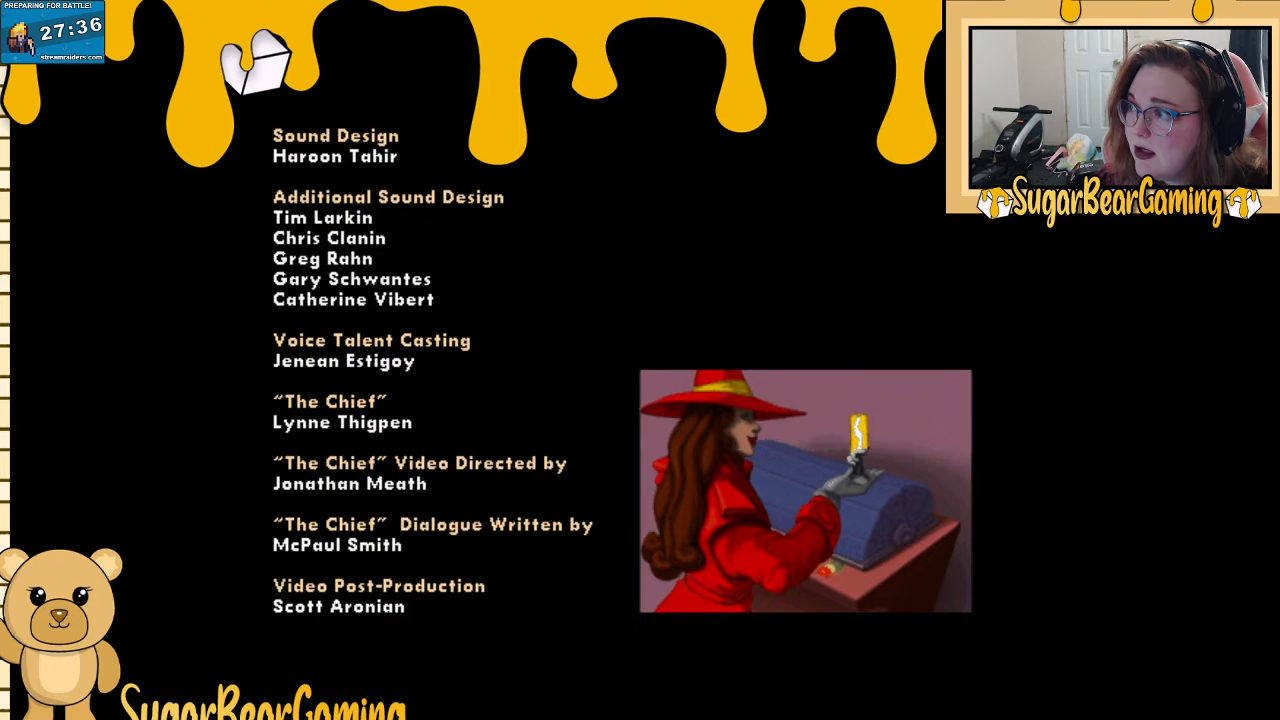 PREPARING FOR BATTLE!
27:36
streamraiders.com
SugarBearGaming
Sound Design
Haroon Tahir
Additional Sound Design
Tim Larkin
Chris Clanin
Greg Rahn
Gary Schwantes
Catherine Vibert
Voice Talent Casting
Jenean Estigoy
“The Chief”
Lynne Thigpen
“The Chief” Video Directed by
Jonathan Meath
“The Chief” Dialogue Written by
McPaul Smith
Video Post-Production
Scott Aronian
SugarBearGaming